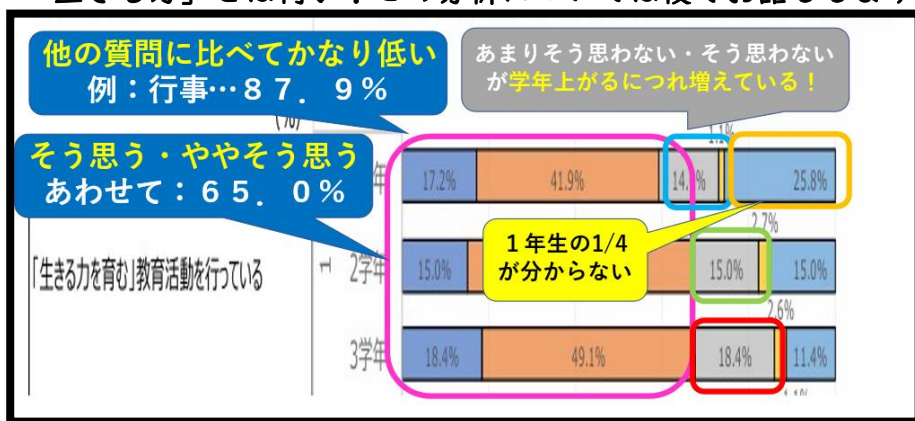 他の質問に比べてかなり低い
例：行事…８７．９％
あまりそう思わない・そう思わない
が学年上がるにつれ増えている！
(%)
1.1%
そう思う・ややそう思う
あわせて：６５．０％
年
17.2%
41.9%
25.8%
2.7%
１年生の1/4
が分からない
「生きる力を育む」教育活動を行っている
2学年
15.0%
15.0%
15.0%
2.6%
3学年
18.4%
49.1%
18.4%
11.4%